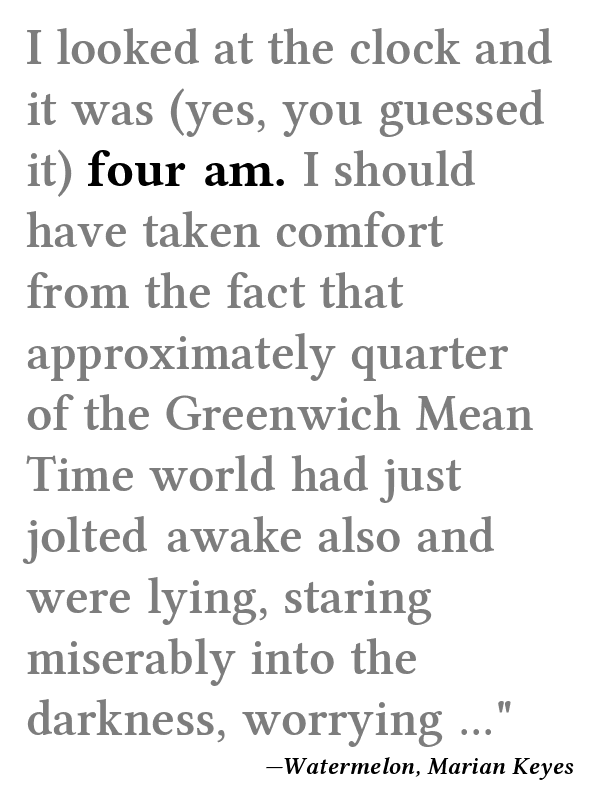 I looked at the clock and
it was (yes, you guessed
it) four am. I should
have taken comfort
from the fact that
approximately quarter
of the Greenwich Mean
Time world had just
jolted awake also and
were lying, staring
miserably into the
darkness, worrying ..."
—Watermelon, Marian Keyes